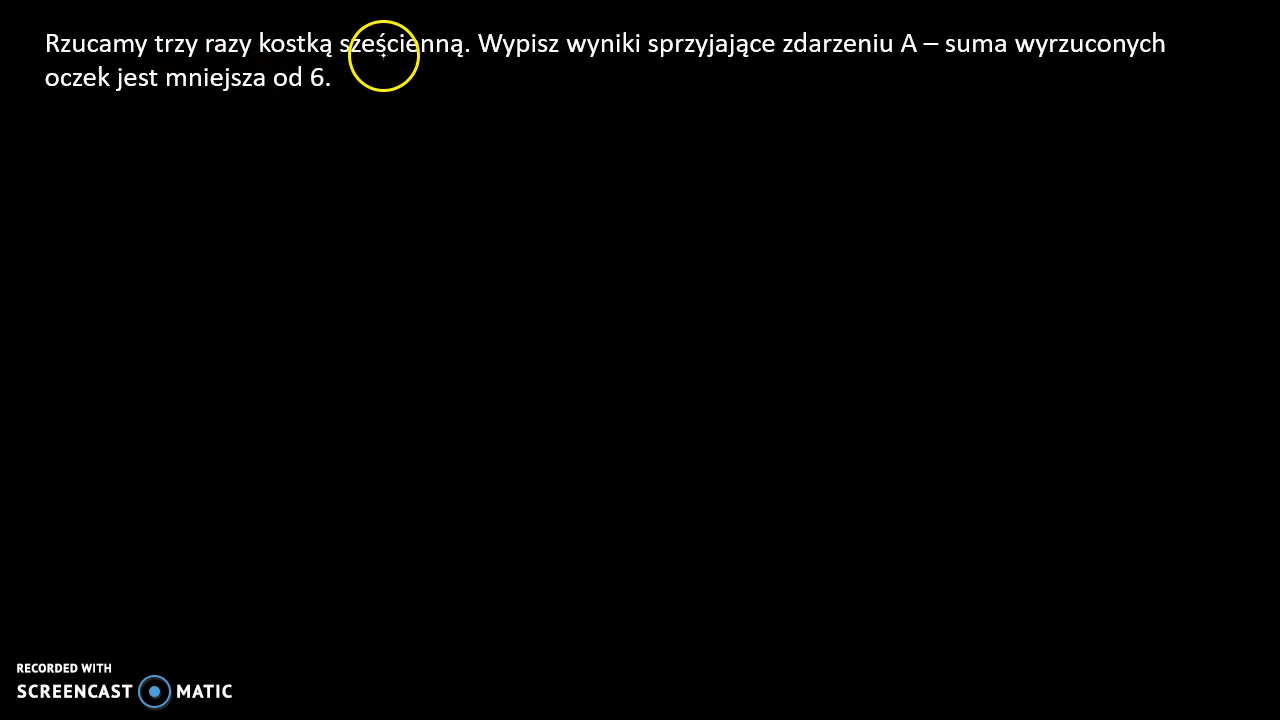 Rzucamy trzy razy kostką sześcienną. Wypisz wyniki sprzyjające zdarzeniu A – suma wyrzuconych
oczek jest mniejsza od 6.
RECORDED WITH
SCREENCAST MATIC